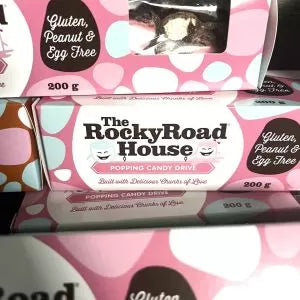 Gluten,
Peanut &
Egg Free
200 g
The
RockyRoad
House
POPPING CANDY DRIVE
Built with Delicious Chunks of Love
Gluten,
Peanut &
Egg Free
200 g
POPPING CANDY DRIVE
Built with Delicious Chunks of Love
200 g
Road
Gluten